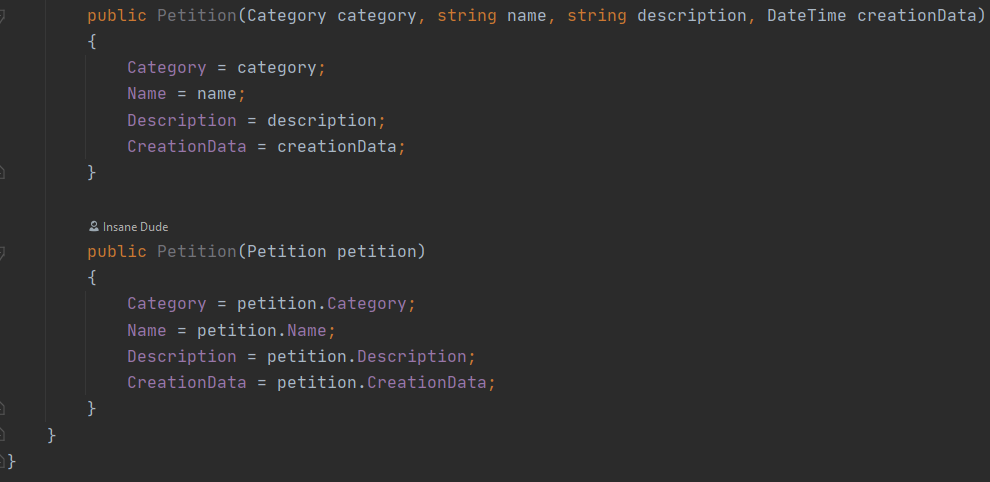 public Petition(Category category, string name, string description, DateTime creationData)
{
Category = category;
Name = name;
Description = description;
CreationData = creationData;
}
Insane Dude
public Petition(Petition petition)
{
Category = petition.Category;
Name = petition.Name;
Description = petition.Description;
CreationData = petition.CreationData;
}
}
}